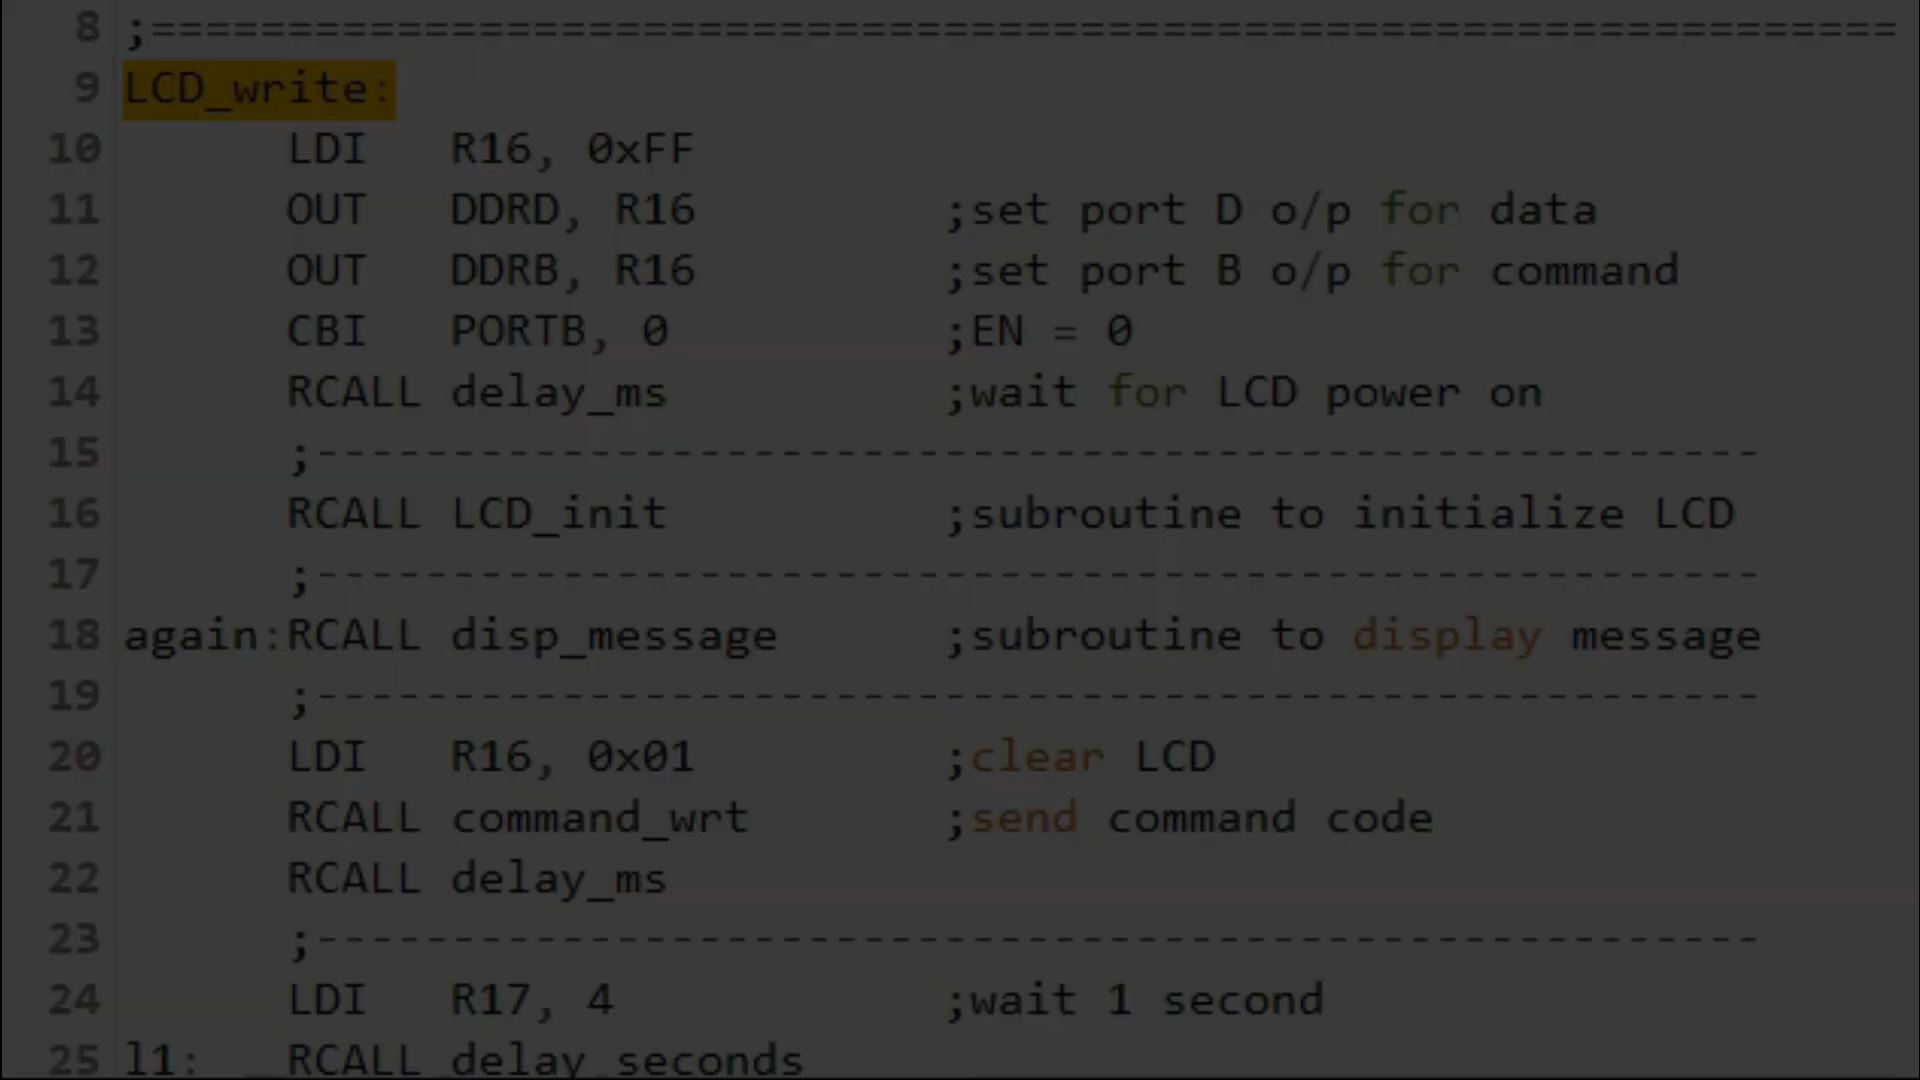 8 ;================================================================
9 LCD_write:
10 LDI R16, 0xFF
11 OUT DDRD, R16 ;set port D o/p for data
12 OUT DDRB, R16 ;set port B o/p for command
13 CBI PORTB, 0 ;EN = 0
14 RCALL delay_ms ;wait for LCD power on
15 ;-----------------------------------------------------
16 RCALL LCD_init ;subroutine to initialize LCD
17 ;-----------------------------------------------------
18 again:RCALL disp_message ;subroutine to display message
19 ;-----------------------------------------------------
20 LDI R16, 0x01 ;clear LCD
21 RCALL command_wrt ;send command code
22 RCALL delay_ms
23 ;-----------------------------------------------------
24 LDI R17, 4 ;wait 1 second
25 l1: RCALL delay_seconds